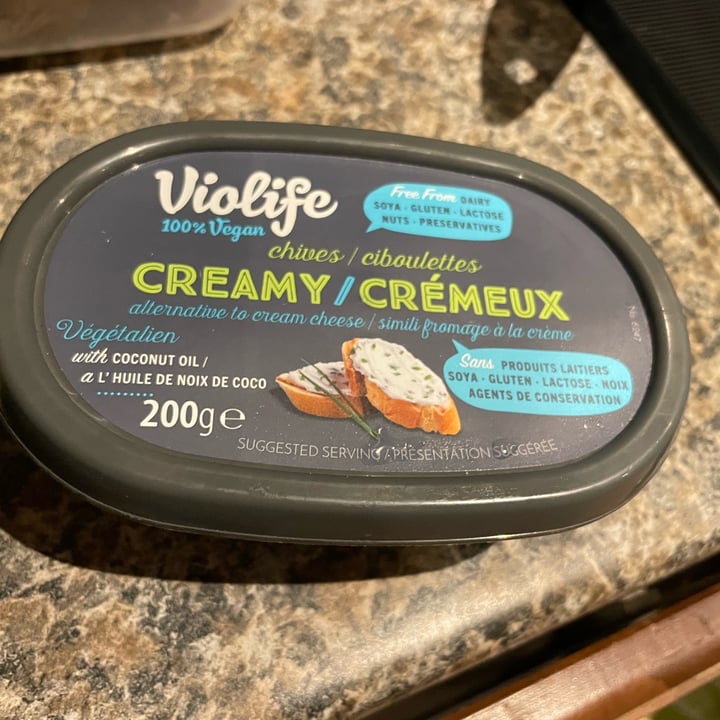 Violife
100% Vegan
Free From DAIRY
SOYA · GLUTEN · LACTOSE
NUTS · PRESERVATIVES
chives / ciboulettes
CREAMY / CRÉMEUX
alternative to cream cheese / simili fromage à la crème
Végétalien
with COCONUT OIL /
à L'HUILE DE NOIX DE COCO
200g e
Sans PRODUITS LAITIERS
SOYA · GLUTEN · LACTOSE · NOIX
AGENTS DE CONSERVATION
SUGGESTED SERVING / PRÉSENTATION SUGGÉRÉE